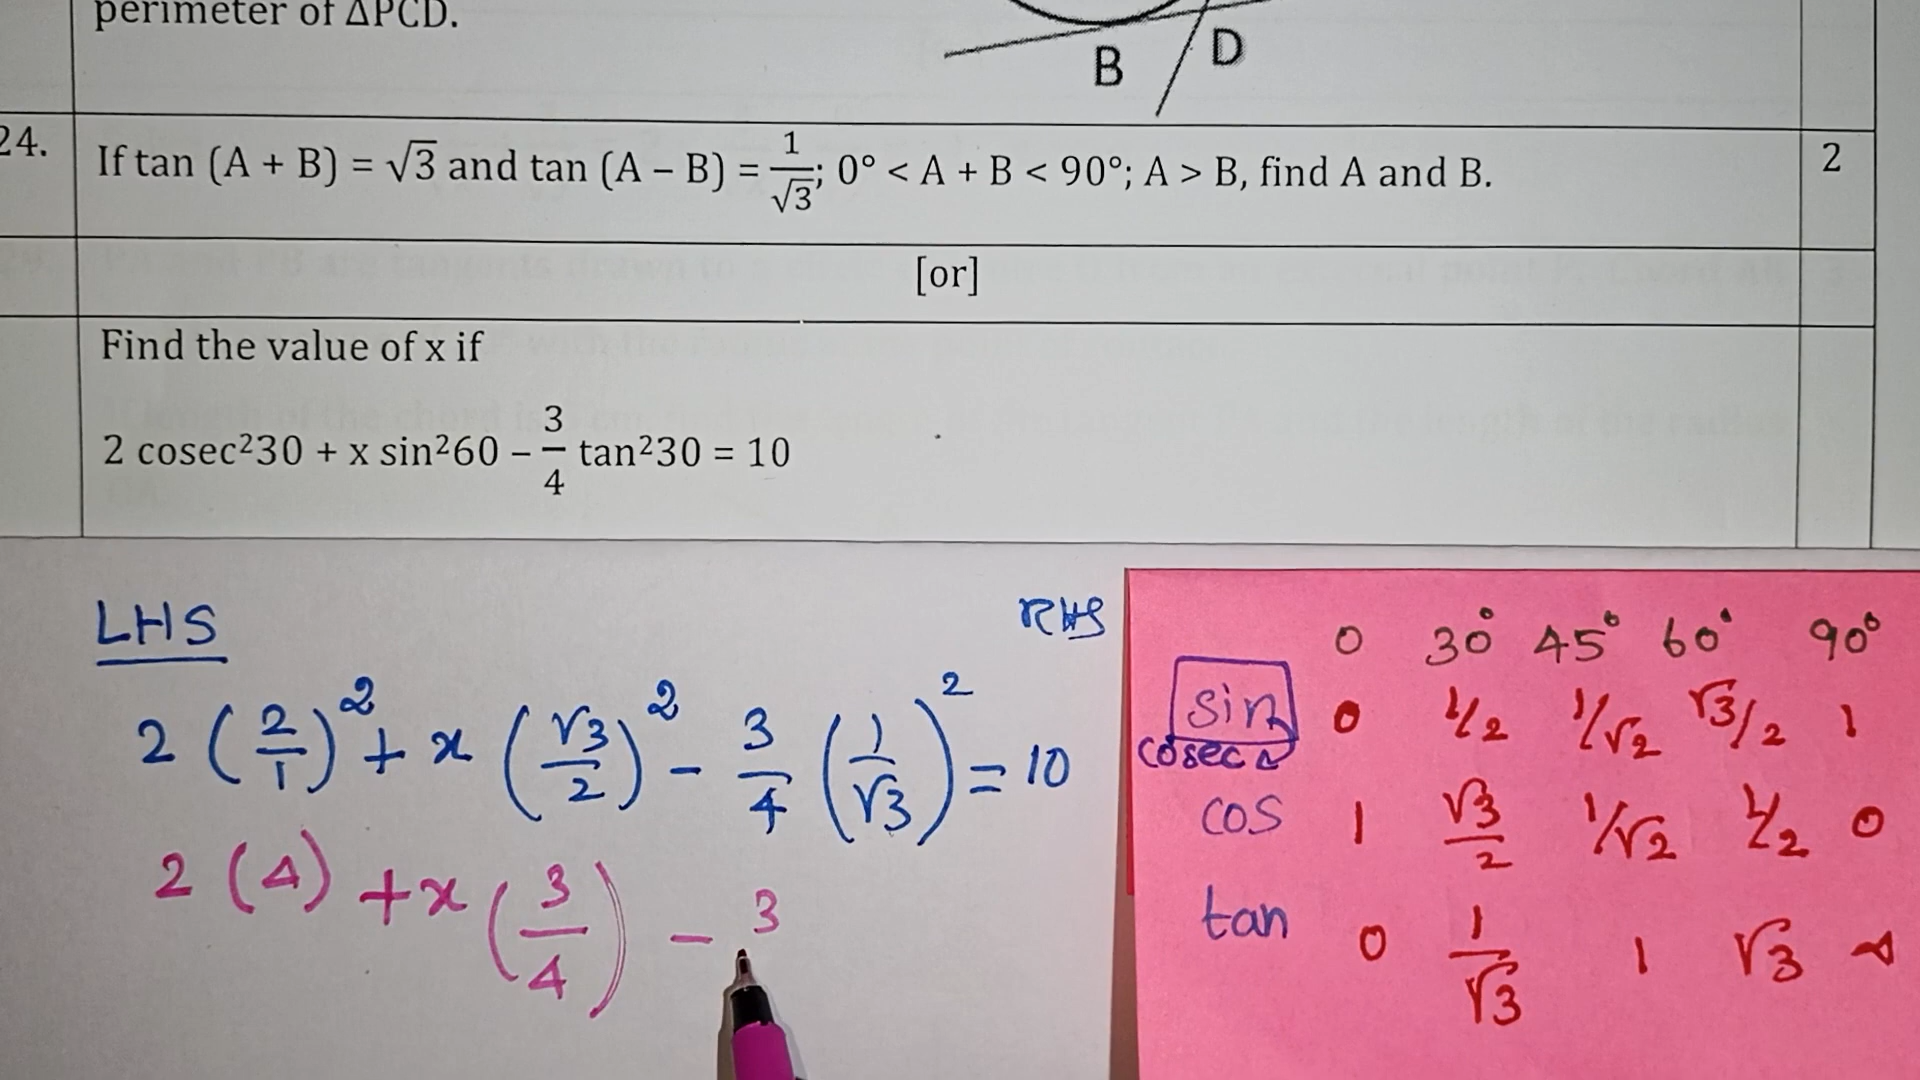 perimeter of ΔPCD.
B
D
24.
If tan (A + B) = √3 and tan (A – B) = 1/√3; 0° < A + B < 90°; A > B, find A and B.
2
[or]
Find the value of x if
2 cosec²30 + x sin²60 – 3/4 tan²30 = 10
LHS
RHS
2 (2/1)² + x (√3/2)² - 3/4 (1/√3)² = 10
2 (4) + x (3/4) - 3
0 30° 45° 60° 90°
sin 0 1/2 1/√2 √3/2 1
cosec
cos 1 √3/2 1/√2 1/2 0
tan 0 1/√3 1 √3